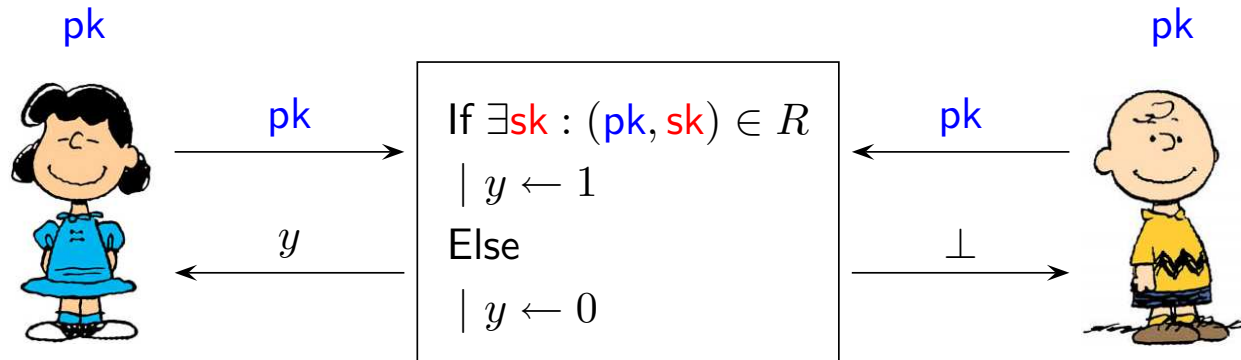 pk
pk
pk
If ∃sk : (pk, sk) ∈ R
pk
| y ← 1
y
Else
⊥
| y ← 0